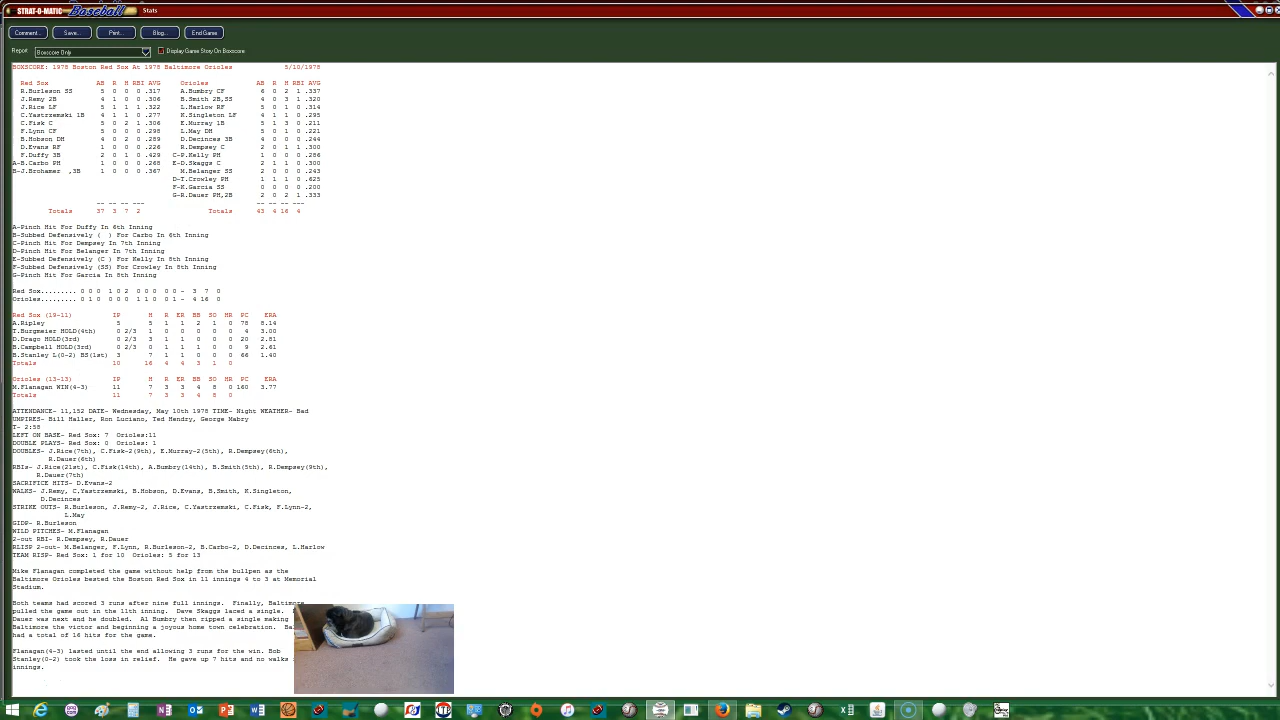 STRAT-O-MATIC Baseball Stats
Comment... Save... Print... Blog... End Game
Report Boxscore Only Display Game Story On Boxscore
BOXSCORE: 1978 Boston Red Sox At 1978 Baltimore Orioles 5/10/1978
Red Sox AB R H RBI AVG Orioles AB R H RBI AVG
R.Burleson SS 5 0 0 0 .317 A.Bumbry CF 6 0 2 1 .337
J.Remy 2B 4 1 0 0 .306 B.Smith 2B,SS 4 0 3 1 .320
J.Rice LF 5 1 1 1 .322 L.Harlow RF 5 0 1 0 .314
C.Yastrzemski 1B 4 1 1 0 .277 K.Singleton LF 4 1 1 0 .295
C.Fisk C 5 0 2 1 .306 E.Murray 1B 5 1 3 0 .211
F.Lynn CF 5 0 0 0 .298 L.May DH 5 0 1 0 .221
B.Hobson DH 4 0 2 0 .289 D.Decinces 3B 4 0 0 0 .244
D.Evans RF 1 0 0 0 .226 R.Dempsey C 2 0 1 1 .300
F.Duffy 3B 2 0 1 0 .429 C-P.Kelly PH 1 0 0 0 .286
A-B.Carbo PH 1 0 0 0 .268 E-D.Skaggs C 2 1 1 0 .300
B-J.Brohamer ,3B 1 0 0 0 .367 M.Belanger SS 2 0 0 0 .243
D-T.Crowley PH 1 1 1 0 .625
F-K.Garcia SS 0 0 0 0 .200
G-R.Dauer PH,2B 2 0 2 1 .333
-- -- -- --- -- -- -- ---
Totals 37 3 7 2 Totals 43 4 16 4
A-Pinch Hit For Duffy In 6th Inning
B-Subbed Defensively ( ) For Carbo In 6th Inning
C-Pinch Hit For Dempsey In 7th Inning
D-Pinch Hit For Belanger In 7th Inning
E-Subbed Defensively (C ) For Kelly In 8th Inning
F-Subbed Defensively (SS) For Crowley In 8th Inning
G-Pinch Hit For Garcia In 8th Inning
Red Sox......... 0 0 0 1 0 2 0 0 0 0 0 - 3 7 0
Orioles......... 0 1 0 0 0 0 1 1 0 0 1 - 4 16 0
Red Sox (19-11) IP H R ER BB SO HR PC ERA
A.Ripley 5 5 1 1 2 1 0 78 8.14
T.Burgmeier HOLD(4th) 0 2/3 1 0 0 0 0 0 4 3.00
D.Drago HOLD(3rd) 0 2/3 3 1 1 0 0 0 20 2.81
B.Campbell HOLD(3rd) 0 2/3 0 1 1 1 0 0 9 2.61
B.Stanley L(0-2) BS(1st) 3 7 1 1 0 0 0 66 1.40
Totals 10 16 4 4 3 1 0
Orioles (13-13) IP H R ER BB SO HR PC ERA
M.Flanagan WIN(4-3) 11 7 3 3 4 8 0 160 3.77
Totals 11 7 3 3 4 8 0
ATTENDANCE- 11,152 DATE- Wednesday, May 10th 1978 TIME- Night WEATHER- Bad
UMPIRES- Bill Haller, Ron Luciano, Ted Hendry, George Mabry
T- 2:58
LEFT ON BASE- Red Sox: 7 Orioles:11
DOUBLE PLAYS- Red Sox: 0 Orioles: 1
DOUBLES- J.Rice(7th), C.Fisk-2(9th), E.Murray-2(5th), R.Dempsey(6th),
R.Dauer(6th)
RBIs- J.Rice(21st), C.Fisk(14th), A.Bumbry(14th), B.Smith(5th), R.Dempsey(9th),
R.Dauer(7th)
SACRIFICE HITS- D.Evans-2
WALKS- J.Remy, C.Yastrzemski, B.Hobson, D.Evans, B.Smith, K.Singleton,
D.Decinces
STRIKE OUTS- R.Burleson, J.Remy-2, J.Rice, C.Yastrzemski, C.Fisk, F.Lynn-2,
L.May
GIDP- R.Burleson
WILD PITCHES- M.Flanagan
2-out RBI- R.Dempsey, R.Dauer
RLISP 2-out- M.Belanger, F.Lynn, R.Burleson-2, B.Carbo-2, D.Decinces, L.Harlow
TEAM RISP- Red Sox: 1 for 10 Orioles: 5 for 13
Mike Flanagan completed the game without help from the bullpen as the
Baltimore Orioles bested the Boston Red Sox in 11 innings 4 to 3 at Memorial
Stadium.
Both teams had scored 3 runs after nine full innings. Finally, Baltimore
pulled the game out in the 11th inning. Dave Skaggs laced a single.
Dauer was next and he doubled. Al Bumbry then ripped a single making
Baltimore the victor and beginning a joyous home town celebration. Ba
had a total of 16 hits for the game.
Flanagan(4-3) lasted until the end allowing 3 runs for the win. Bob
Stanley(0-2) took the loss in relief. He gave up 7 hits and no walks
innings.